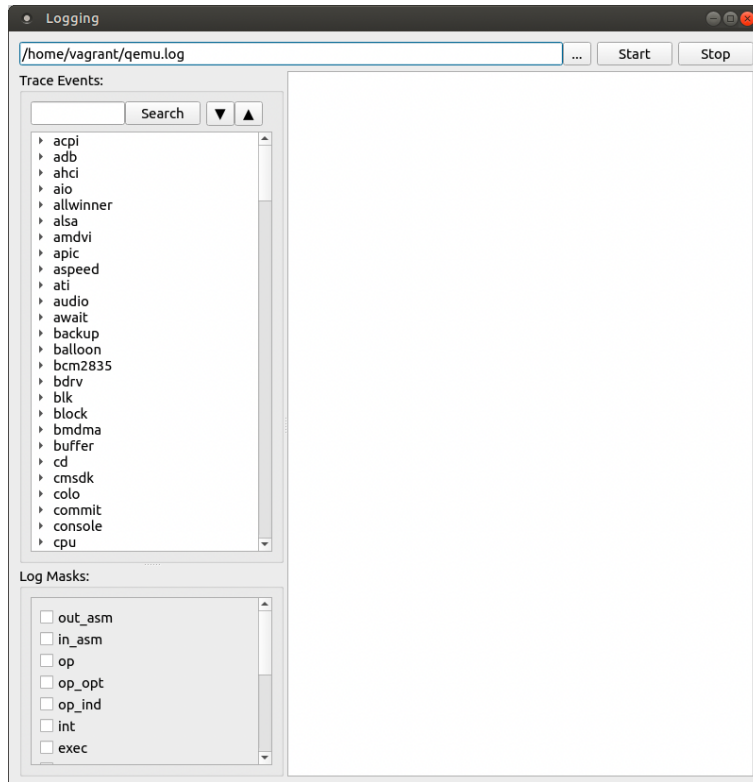 Logging
/home/vagrant/qemu.log
...
Start
Stop
Trace Events:
Search
▼
▲
acpi
adb
ahci
aio
allwinner
alsa
amdvi
apic
aspeed
ati
audio
await
backup
balloon
bcm2835
bdrv
blk
block
bmdma
buffer
cd
cmsdk
colo
commit
console
cpu
Log Masks:
out_asm
in_asm
op
op_opt
op_ind
int
exec